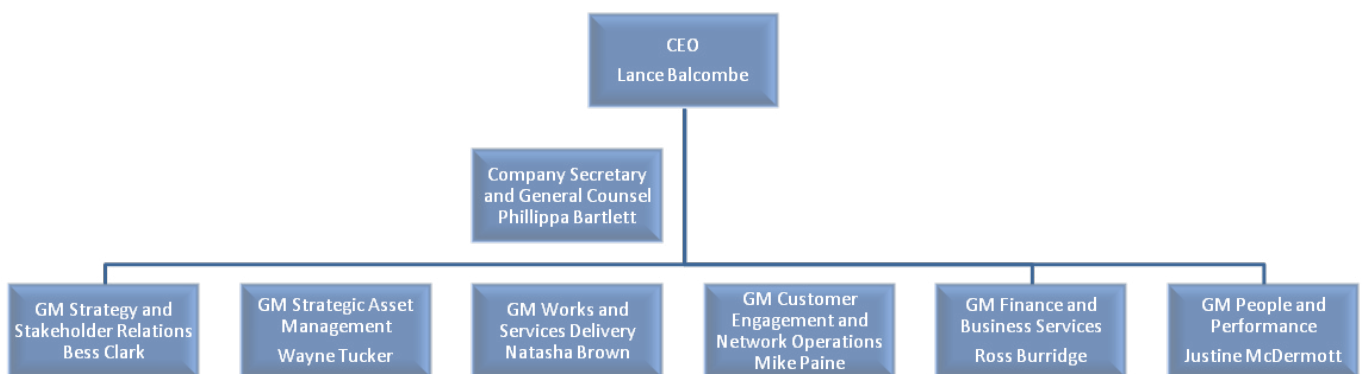 CEO
Lance Balcombe
Company Secretary
and General Counsel
Phillippa Bartlett
GM Strategy and
Stakeholder Relations
Bess Clark
GM Strategic Asset
Management
Wayne Tucker
GM Works and
Services Delivery
Natasha Brown
GM Customer
Engagement and
Network Operations
Mike Paine
GM Finance and
Business Services
Ross Burridge
GM People and
Performance
Justine McDermott